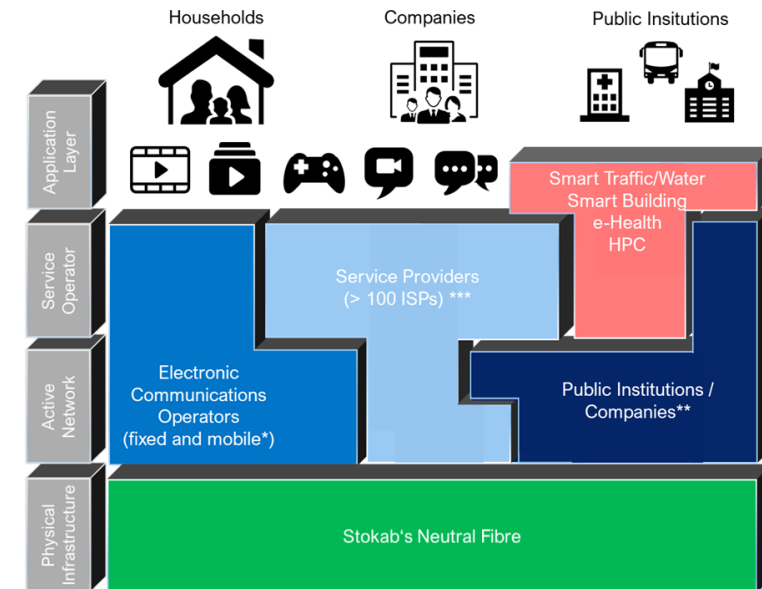 Households
Companies
Public Insitutions
Application
Layer
Smart Traffic/Water
Smart Building
e-Health
HPC
Service
Operator
Service Providers
(> 100 ISPs) ***
Active
Network
Electronic
Communications
Operators
(fixed and mobile*)
Public Institutions /
Companies**
Physical
Infrastructure
Stokab's Neutral Fibre